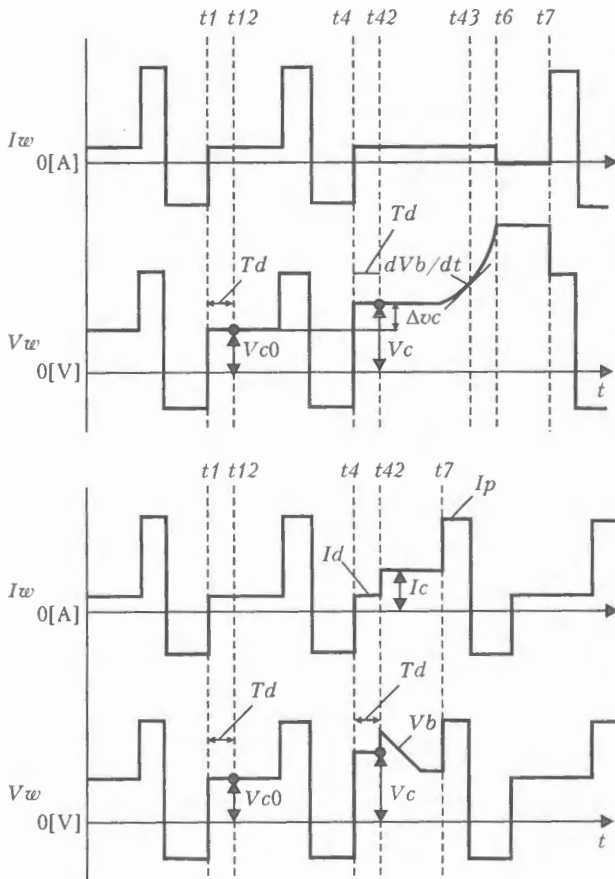 t1 t12 t4 t42 t43 t6 t7
Iw
0[A]
Td
Td
dVb/dt
Δvc
Vw
Vc0
Vc
0[V]
t
t1 t12 t4 t42 t7
Ip
Id
Iw
Ic
0[A]
Td
Td
Vb
Vw
Vc0
Vc
0[V]
t